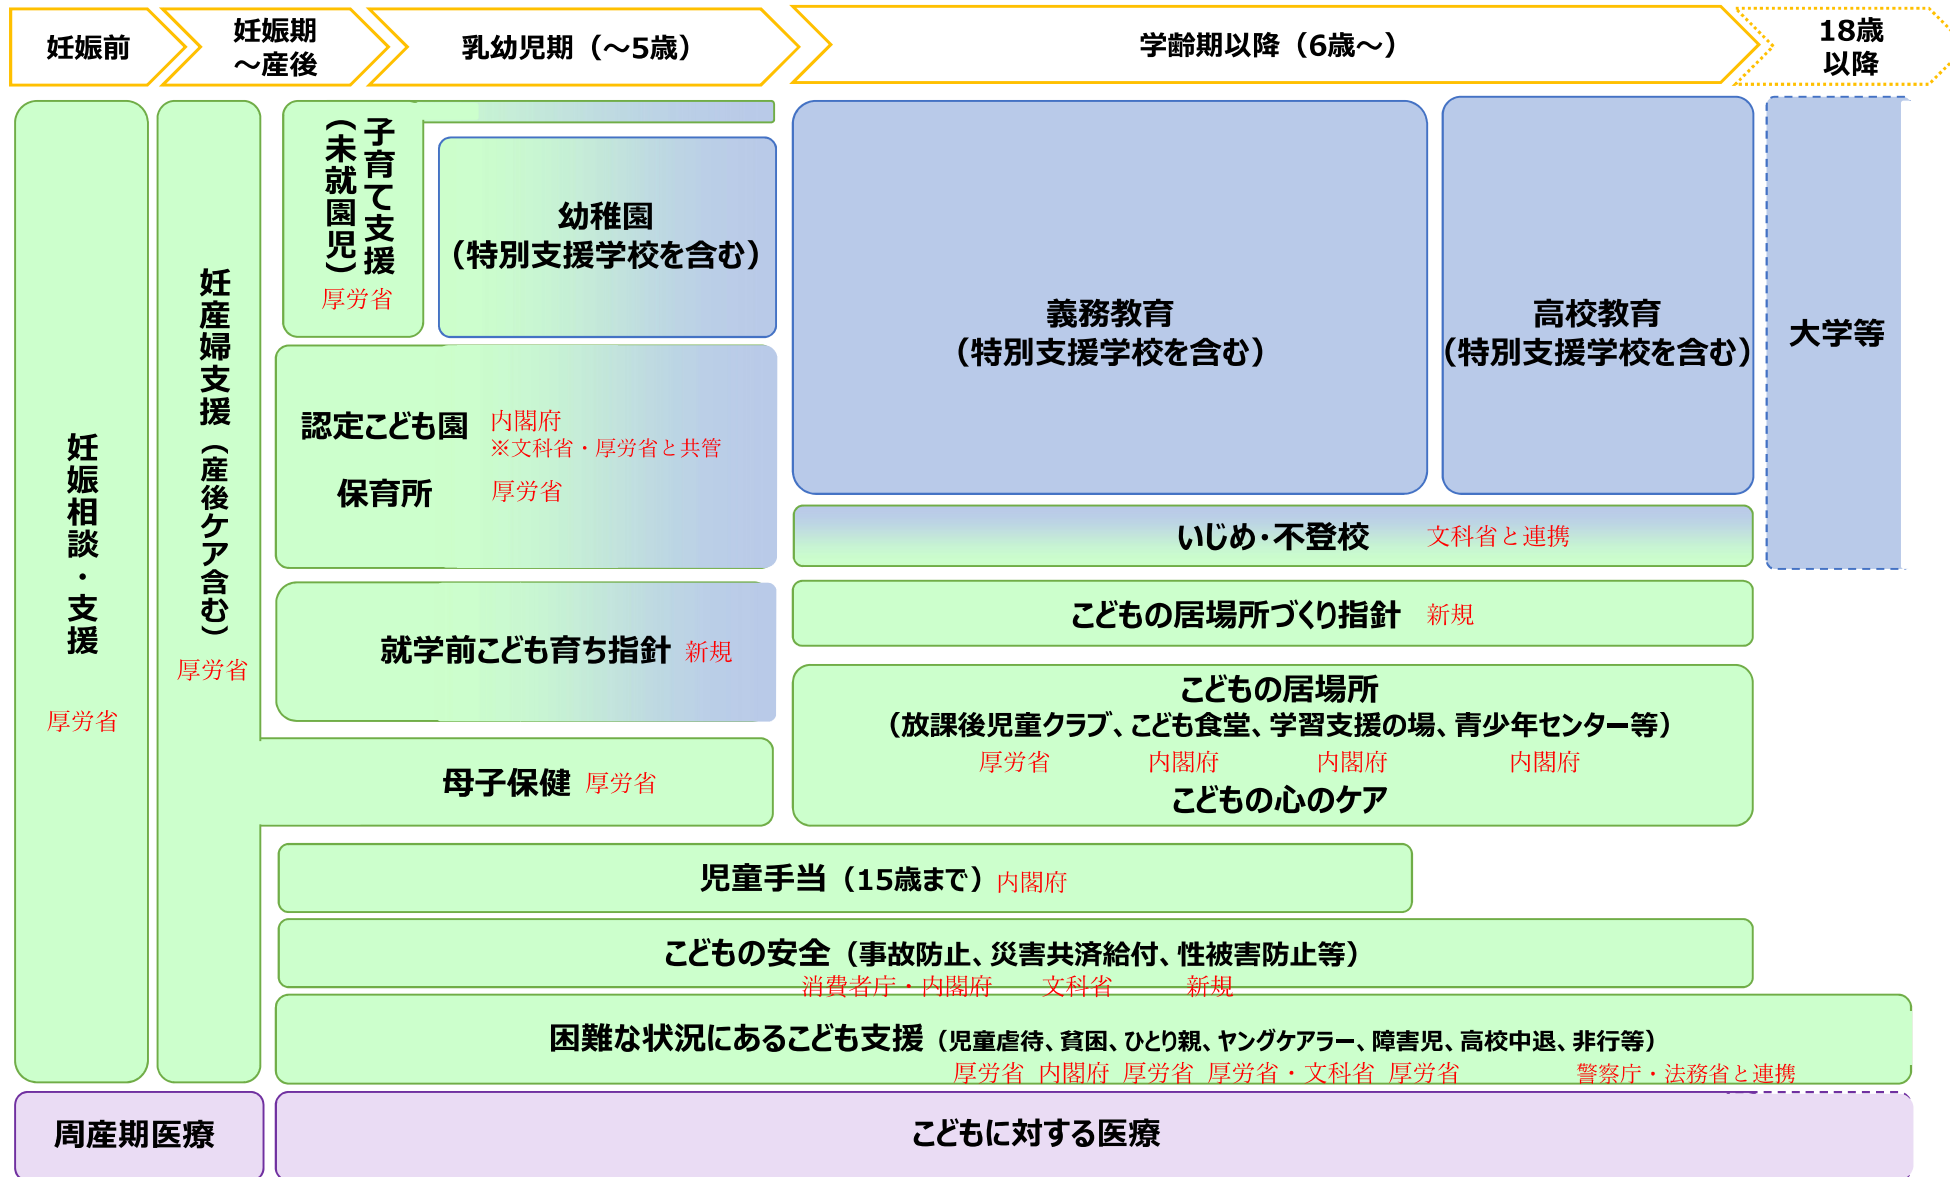 妊娠前
妊娠期
～産後
乳幼児期（～5歳）
学齢期以降（6歳～）
18歳
以降
妊娠相談・支援
厚労省
妊産婦支援（産後ケア含む）
厚労省
子育て支援
（未就園児）
厚労省
幼稚園
（特別支援学校を含む）
認定こども園 内閣府
※文科省・厚労省と共管
保育所 厚労省
就学前こども育ち指針 新規
母子保健 厚労省
義務教育
（特別支援学校を含む）
高校教育
（特別支援学校を含む）
大学等
いじめ・不登校 文科省と連携
こどもの居場所づくり指針 新規
こどもの居場所
（放課後児童クラブ、こども食堂、学習支援の場、青少年センター等）
厚労省 内閣府 内閣府 内閣府
こどもの心のケア
児童手当（15歳まで）内閣府
こどもの安全（事故防止、災害共済給付、性被害防止等）
消費者庁・内閣府 文科省 新規
困難な状況にあるこども支援（児童虐待、貧困、ひとり親、ヤングケアラー、障害児、高校中退、非行等）
厚労省 内閣府 厚労省 厚労省・文科省 厚労省 警察庁・法務省と連携
周産期医療
こどもに対する医療